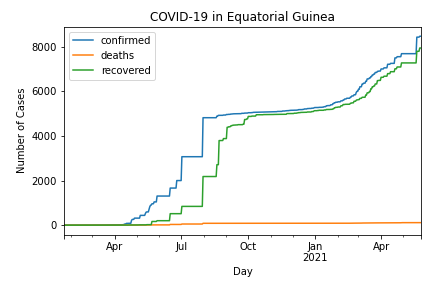 COVID-19 in Equatorial Guinea
confirmed
deaths
recovered
Number of Cases
8000
6000
4000
2000
0
Apr
Jul
Oct
Jan
2021
Apr
Day